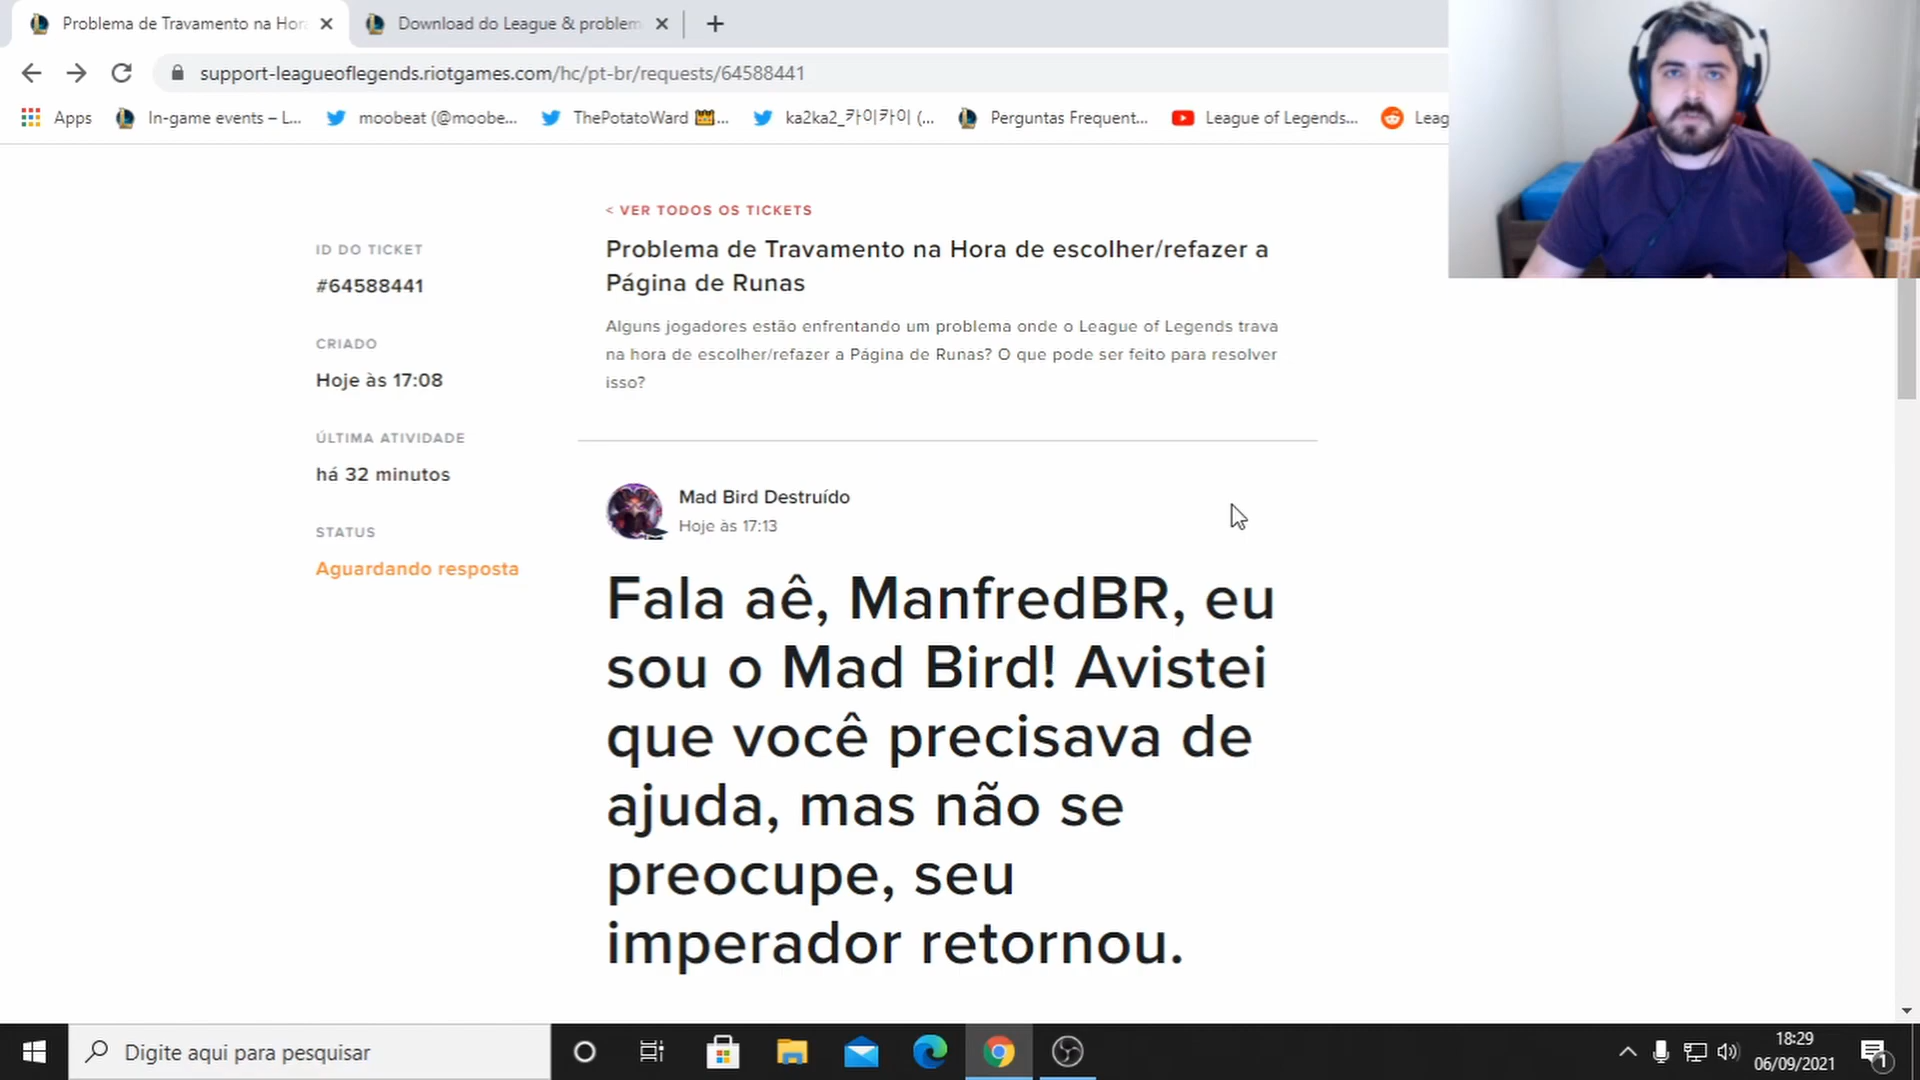 Problema de Travamento na Hor
Download do League & problem
support-leagueoflegends.riotgames.com/hc/pt-br/requests/64588441
Apps
In-game events – L...
moobeat (@moobe...
ThePotatoWard 👑...
ka2ka2_카이카이 (...
Perguntas Frequent...
League of Legends...
Leag
< VER TODOS OS TICKETS
ID DO TICKET
#64588441
CRIADO
Hoje às 17:08
ÚLTIMA ATIVIDADE
há 32 minutos
STATUS
Aguardando resposta
Problema de Travamento na Hora de escolher/refazer a
Página de Runas
Alguns jogadores estão enfrentando um problema onde o League of Legends trava
na hora de escolher/refazer a Página de Runas? O que pode ser feito para resolver
isso?
Mad Bird Destruído
Hoje às 17:13
Fala aê, ManfredBR, eu
sou o Mad Bird! Avistei
que você precisava de
ajuda, mas não se
preocupe, seu
imperador retornou.
Digite aqui para pesquisar
18:29
06/09/2021
1